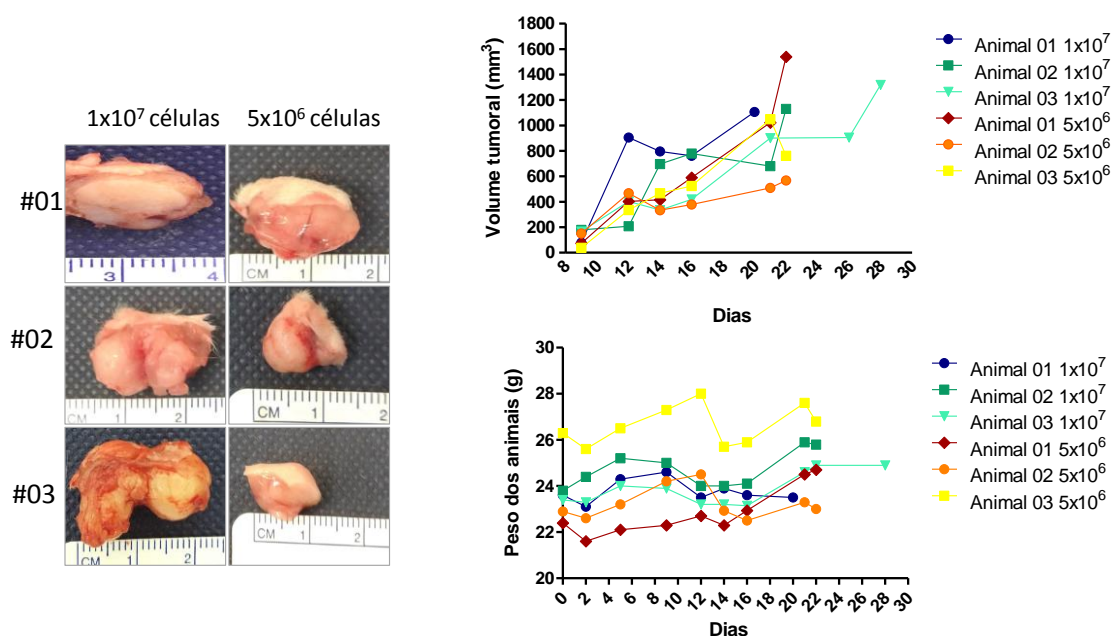 1x10⁷ células 5x10⁶ células
#01
3 4
CM 1 2
#02
1 2
CM 1 2
#03
CM 1 2
CM 1 2
Volume tumoral (mm³)
1800
1600
1400
1200
1000
800
600
400
200
0
8 10 12 14 16 18 20 22 24 26 28 30
Dias
Animal 01 1x10⁷
Animal 02 1x10⁷
Animal 03 1x10⁷
Animal 01 5x10⁶
Animal 02 5x10⁶
Animal 03 5x10⁶
Peso dos animais (g)
30
28
26
24
22
20
0 2 4 6 8 10 12 14 16 18 20 22 24 26 28 30
Dias
Animal 01 1x10⁷
Animal 02 1x10⁷
Animal 03 1x10⁷
Animal 01 5x10⁶
Animal 02 5x10⁶
Animal 03 5x10⁶